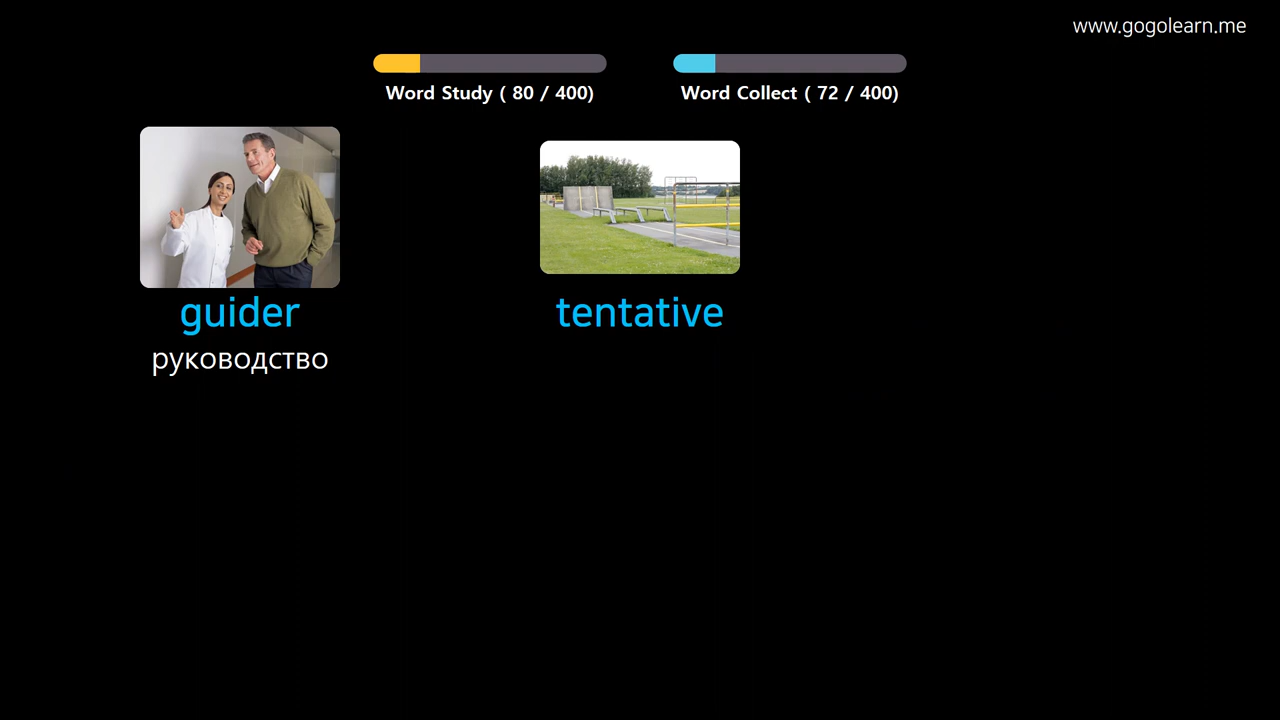 www.gogolearn.me
Word Study ( 80 / 400)
Word Collect ( 72 / 400)
guider
руководство
tentative